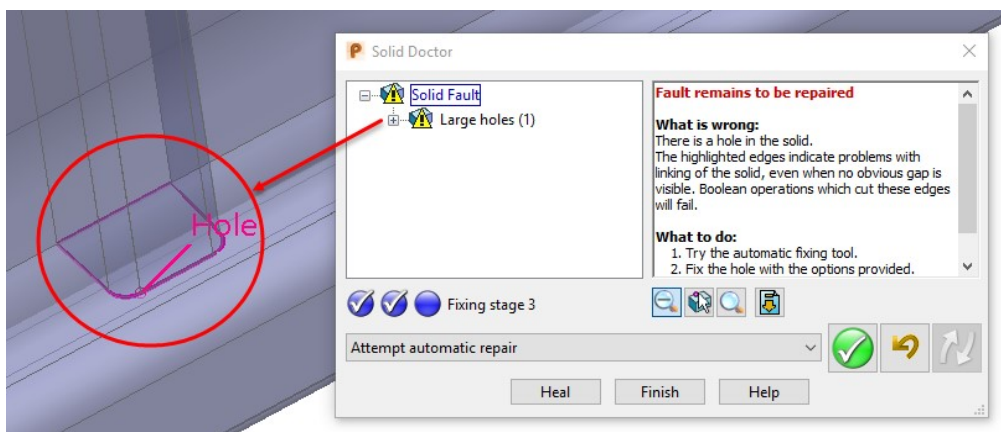 P Solid Doctor
Solid Fault
Large holes (1)
Fault remains to be repaired
What is wrong:
There is a hole in the solid.
The highlighted edges indicate problems with
linking of the solid, even when no obvious gap is
visible. Boolean operations which cut these edges
will fail.
What to do:
1. Try the automatic fixing tool.
2. Fix the hole with the options provided.
Hole
Fixing stage 3
Attempt automatic repair
Heal Finish Help